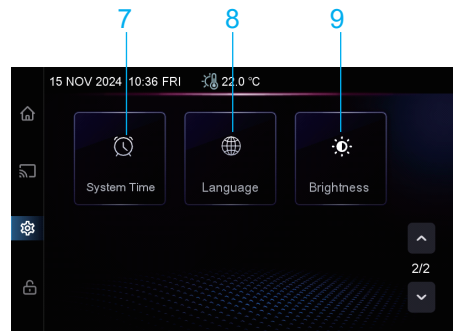 7 8 9
15 NOV 2024 10:36 FRI 22.0 °C
System Time Language Brightness
2/2